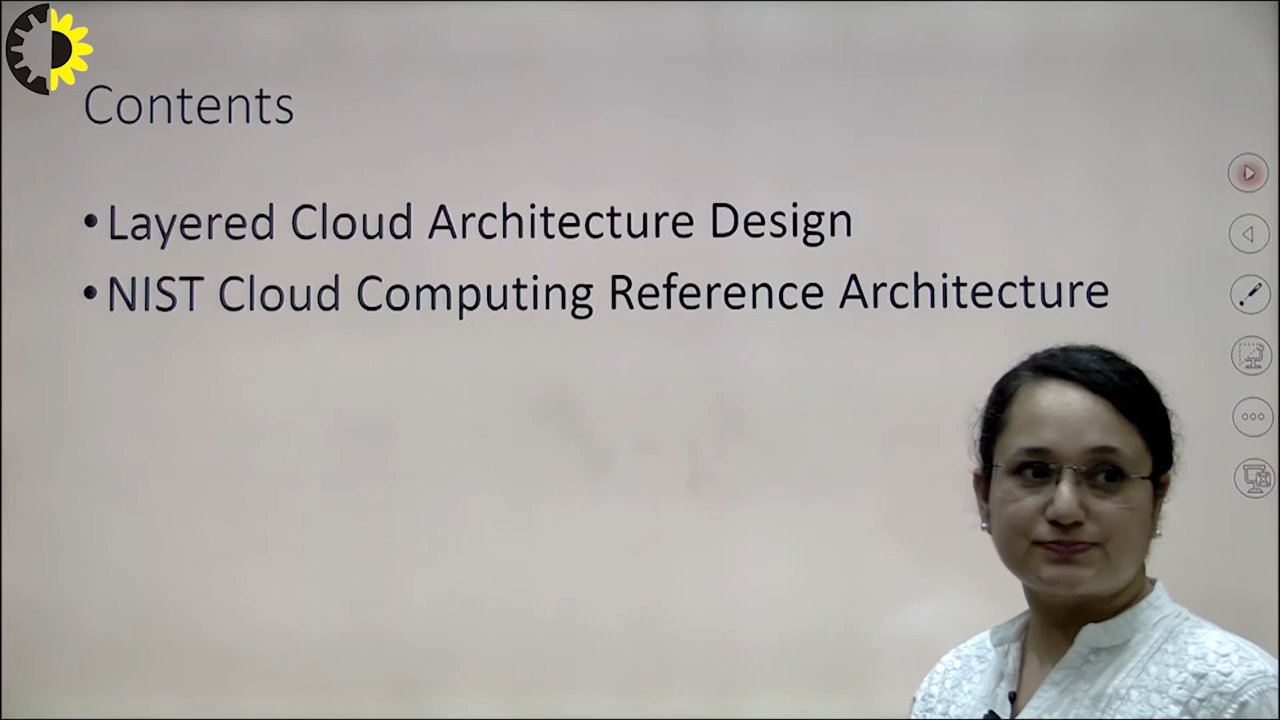 Contents
•Layered Cloud Architecture Design
•NIST Cloud Computing Reference Architecture